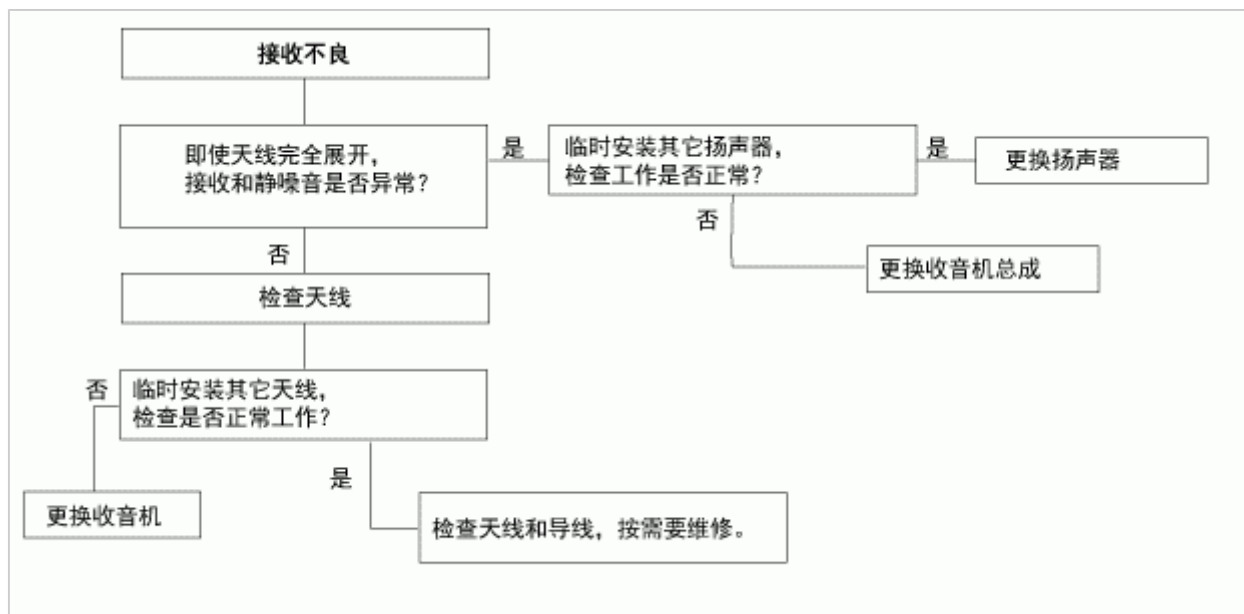 接收不良
即使天线完全展开，
接收和静噪音是否异常？
是
临时安装其它扬声器，
检查工作是否正常？
是
更换扬声器
否
更换收音机总成
否
检查天线
否
临时安装其它天线，
检查是否正常工作？
是
更换收音机
检查天线和导线，按需要维修。